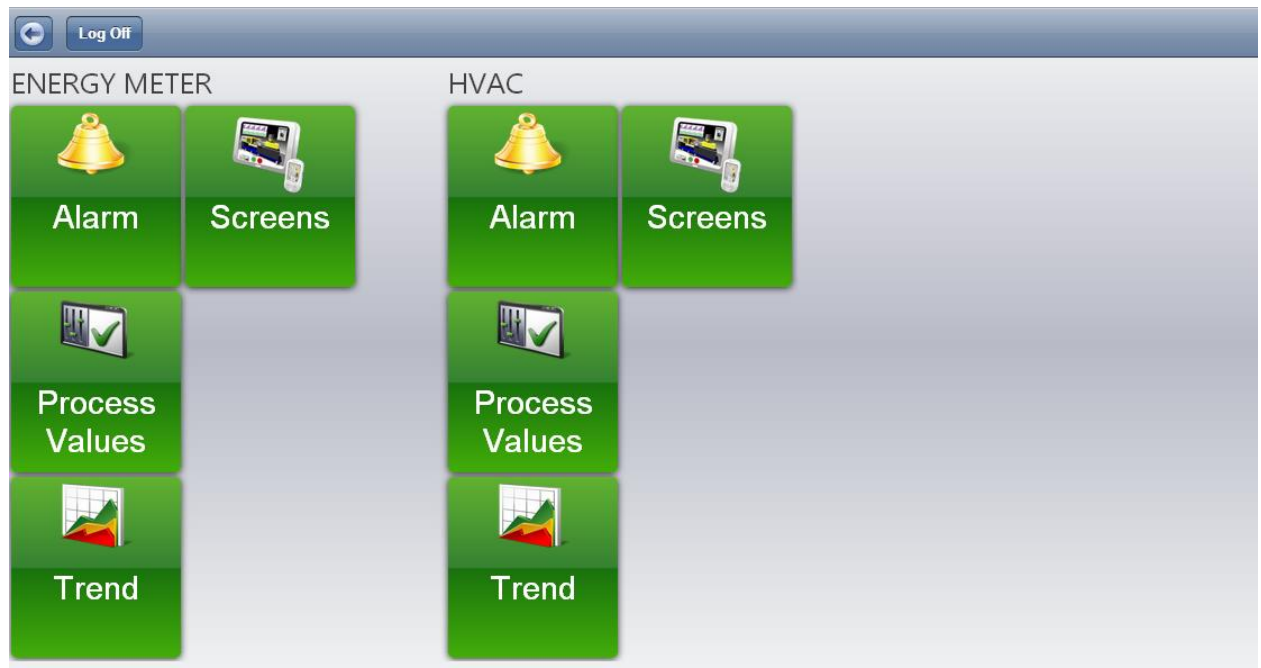 Log Off
ENERGY METER
Alarm
Screens
Process
Values
Trend
HVAC
Alarm
Screens
Process
Values
Trend